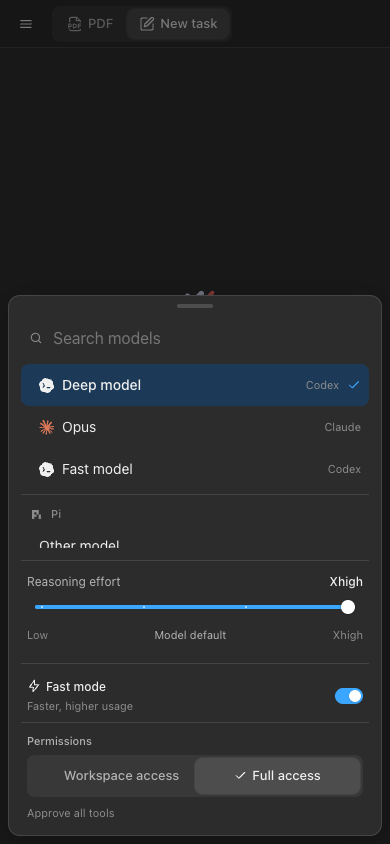 PDF
New task
Search models
Deep model Codex
Opus Claude
Fast model Codex
Pi
Other model
Reasoning effort Xhigh
Low Model default Xhigh
Fast mode
Faster, higher usage
Permissions
Workspace access Full access
Approve all tools